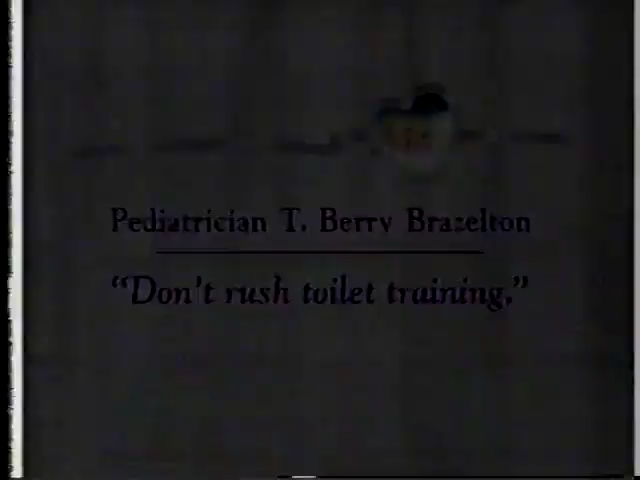 Pediatrician T. Berry Brazelton
“Don't rush toilet training.”